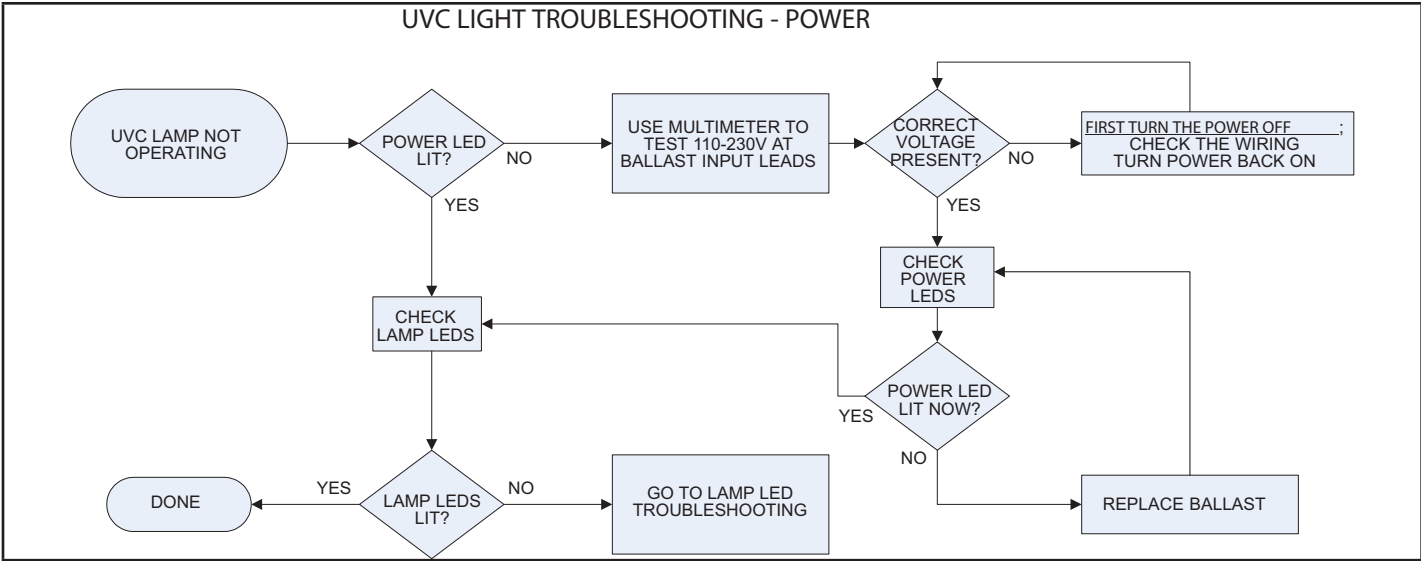 UVC LIGHT TROUBLESHOOTING - POWER
UVC LAMP NOT
OPERATING
POWER LED
LIT?
NO
YES
USE MULTIMETER TO
TEST 110-230V AT
BALLAST INPUT LEADS
CORRECT
VOLTAGE
PRESENT?
NO
YES
FIRST TURN THE POWER OFF ;
CHECK THE WIRING
TURN POWER BACK ON
CHECK
POWER
LEDS
CHECK
LAMP LEDS
POWER LED
LIT NOW?
YES
NO
REPLACE BALLAST
LAMP LEDS
LIT?
YES
NO
DONE
GO TO LAMP LED
TROUBLESHOOTING